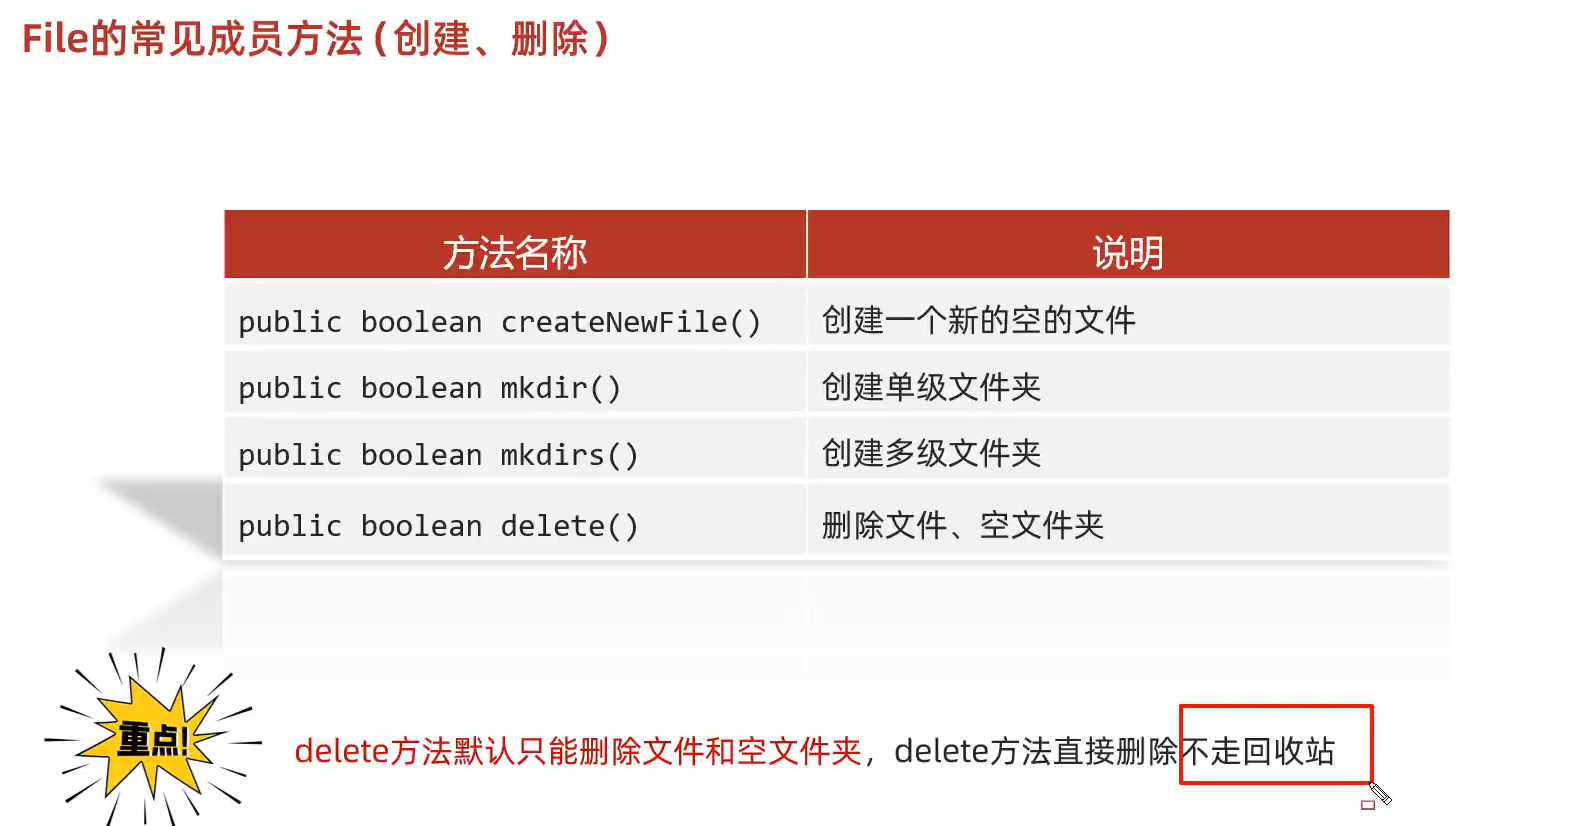 File的常见成员方法(创建、删除)
方法名称 说明
public boolean createNewFile() 创建一个新的空的文件
public boolean mkdir() 创建单级文件夹
public boolean mkdirs() 创建多级文件夹
public boolean delete() 删除文件、空文件夹
重点!
delete方法默认只能删除文件和空文件夹，delete方法直接删除不走回收站